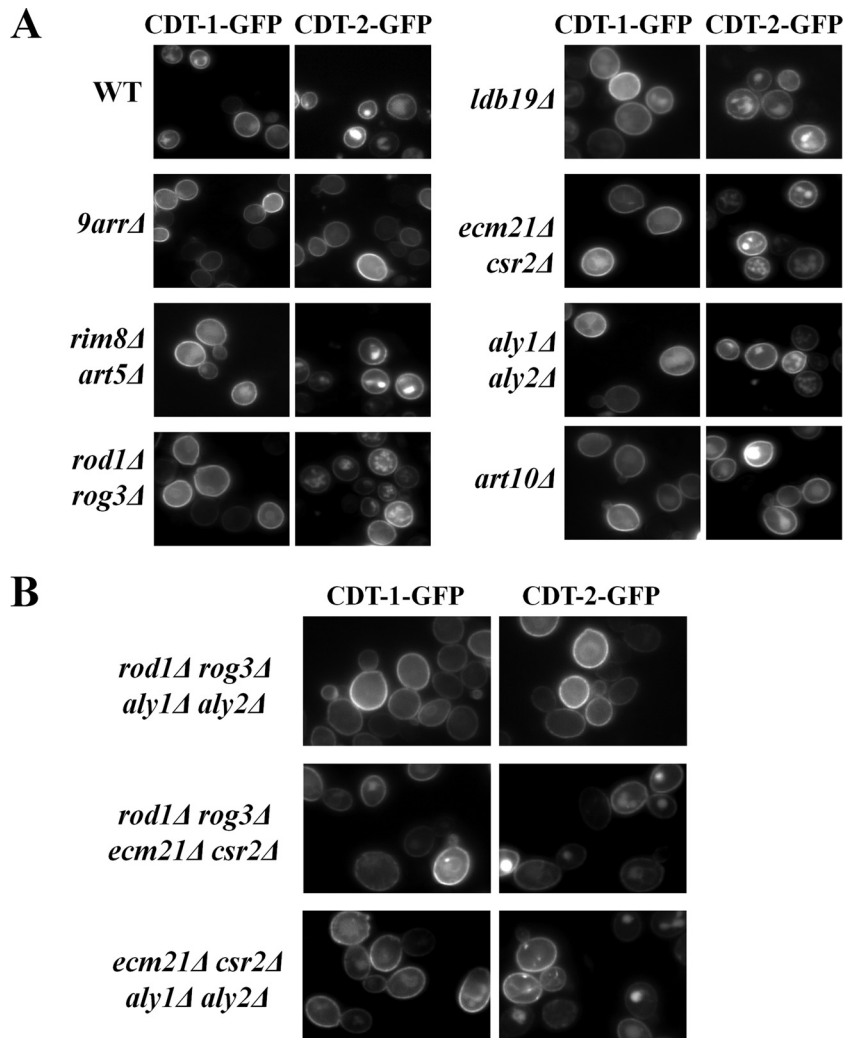 A
CDT-1-GFP CDT-2-GFP
WT
9arrΔ
rim8Δ
art5Δ
rod1Δ
rog3Δ
CDT-1-GFP CDT-2-GFP
ldb19Δ
ecm21Δ
csr2Δ
aly1Δ
aly2Δ
art10Δ
B
CDT-1-GFP CDT-2-GFP
rod1Δ rog3Δ
aly1Δ aly2Δ
rod1Δ rog3Δ
ecm21Δ csr2Δ
ecm21Δ csr2Δ
aly1Δ aly2Δ